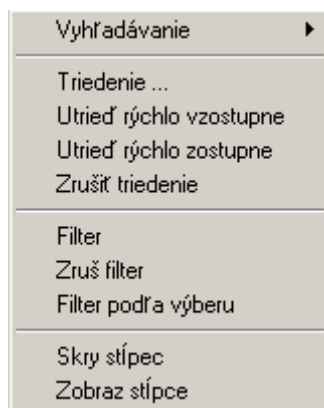 Vyhľadávanie
Triedenie ...
Utrieď rýchlo vzostupne
Utrieď rýchlo zostupne
Zrušiť triedenie
Filter
Zruš filter
Filter podľa výberu
Skry stĺpec
Zobraz stĺpce